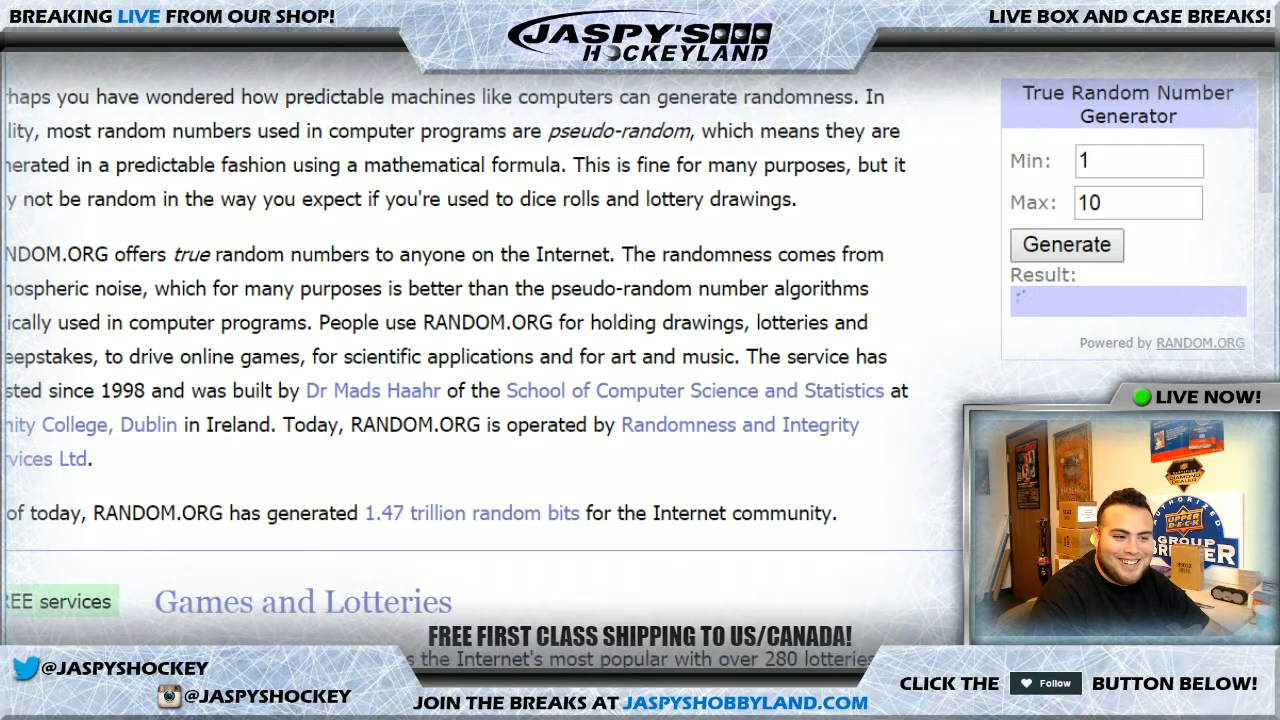 BREAKING LIVE FROM OUR SHOP!
JASPY'S
HOCKEYLAND
LIVE BOX AND CASE BREAKS!
haps you have wondered how predictable machines like computers can generate randomness. In
lity, most random numbers used in computer programs are pseudo-random, which means they are
nerated in a predictable fashion using a mathematical formula. This is fine for many purposes, but it
y not be random in the way you expect if you're used to dice rolls and lottery drawings.
NDOM.ORG offers true random numbers to anyone on the Internet. The randomness comes from
nospheric noise, which for many purposes is better than the pseudo-random number algorithms
ically used in computer programs. People use RANDOM.ORG for holding drawings, lotteries and
eepstakes, to drive online games, for scientific applications and for art and music. The service has
sted since 1998 and was built by Dr Mads Haahr of the School of Computer Science and Statistics at
nity College, Dublin in Ireland. Today, RANDOM.ORG is operated by Randomness and Integrity
vices Ltd.
of today, RANDOM.ORG has generated 1.47 trillion random bits for the Internet community.
REE services
Games and Lotteries
s the Internet's most popular with over 280 lotteries
True Random Number
Generator
Min: 1
Max: 10
Generate
Result:
Powered by RANDOM.ORG
LIVE NOW!
DIAMOND
DEALER
AUTHORIZED
UPPER
DECK
GROUP
BREAKER
FREE FIRST CLASS SHIPPING TO US/CANADA!
@JASPYSHOCKEY
@JASPYSHOCKEY
JOIN THE BREAKS AT JASPYSHOBBYLAND.COM
CLICK THE Follow BUTTON BELOW!